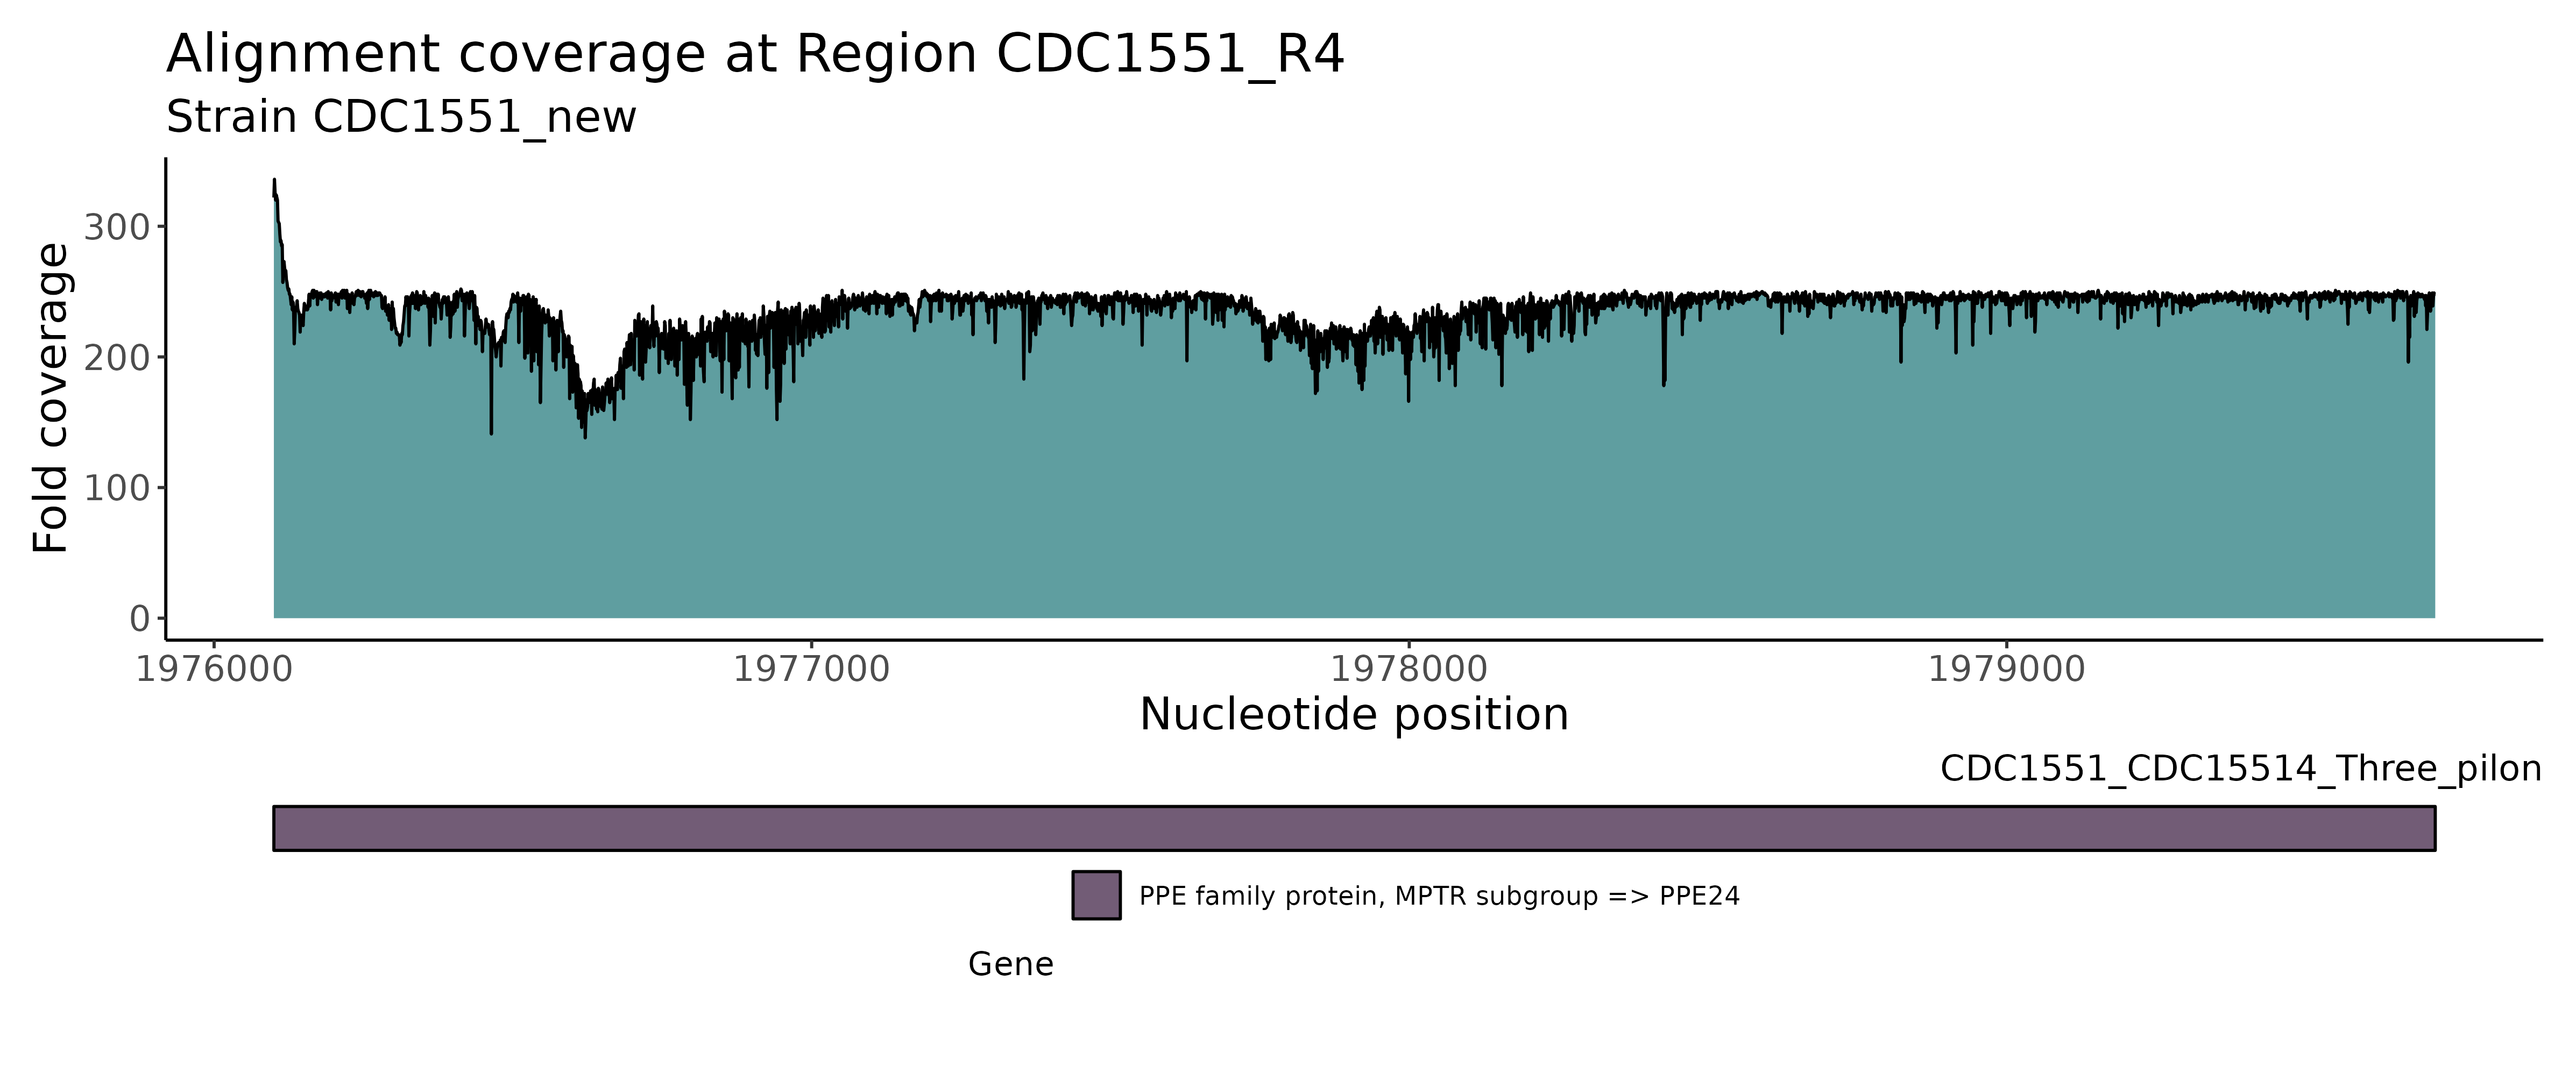 Alignment coverage at Region CDC1551_R4
Strain CDC1551_new
Fold coverage
300
200
100
0
1976000 1977000 1978000 1979000
Nucleotide position
CDC1551_CDC15514_Three_pilon
PPE family protein, MPTR subgroup => PPE24
Gene